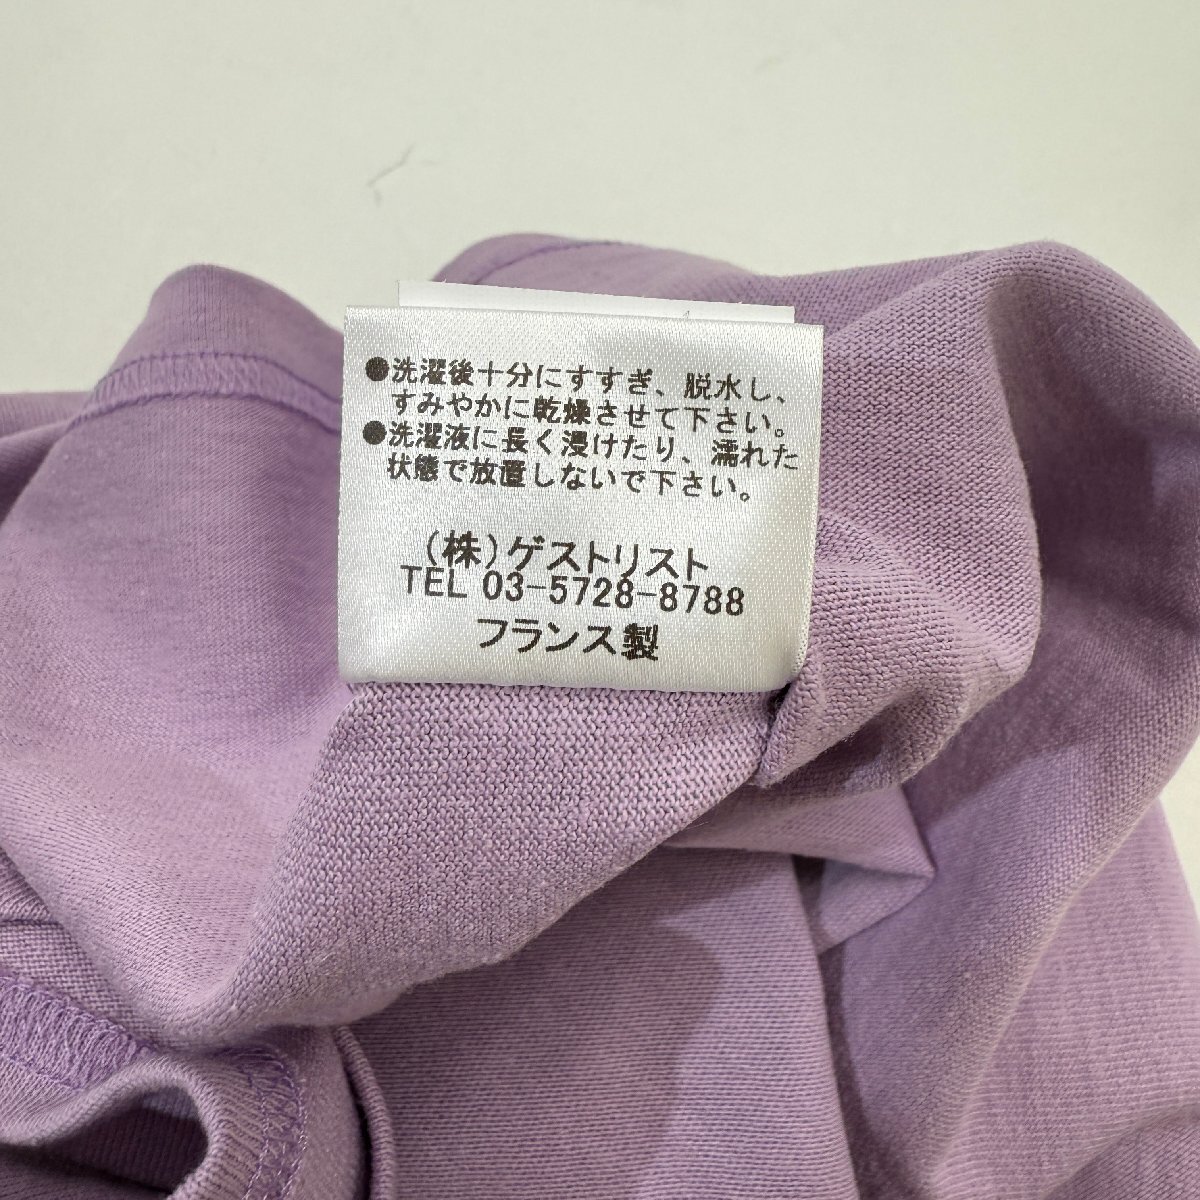 ●洗濯後十分にすすぎ、脱水し、
すみやかに乾燥させて下さい。
●洗濯液に長く浸けたり、濡れた
状態で放置しないで下さい。
(株)ゲストリスト
TEL 03-5728-8788
フランス製